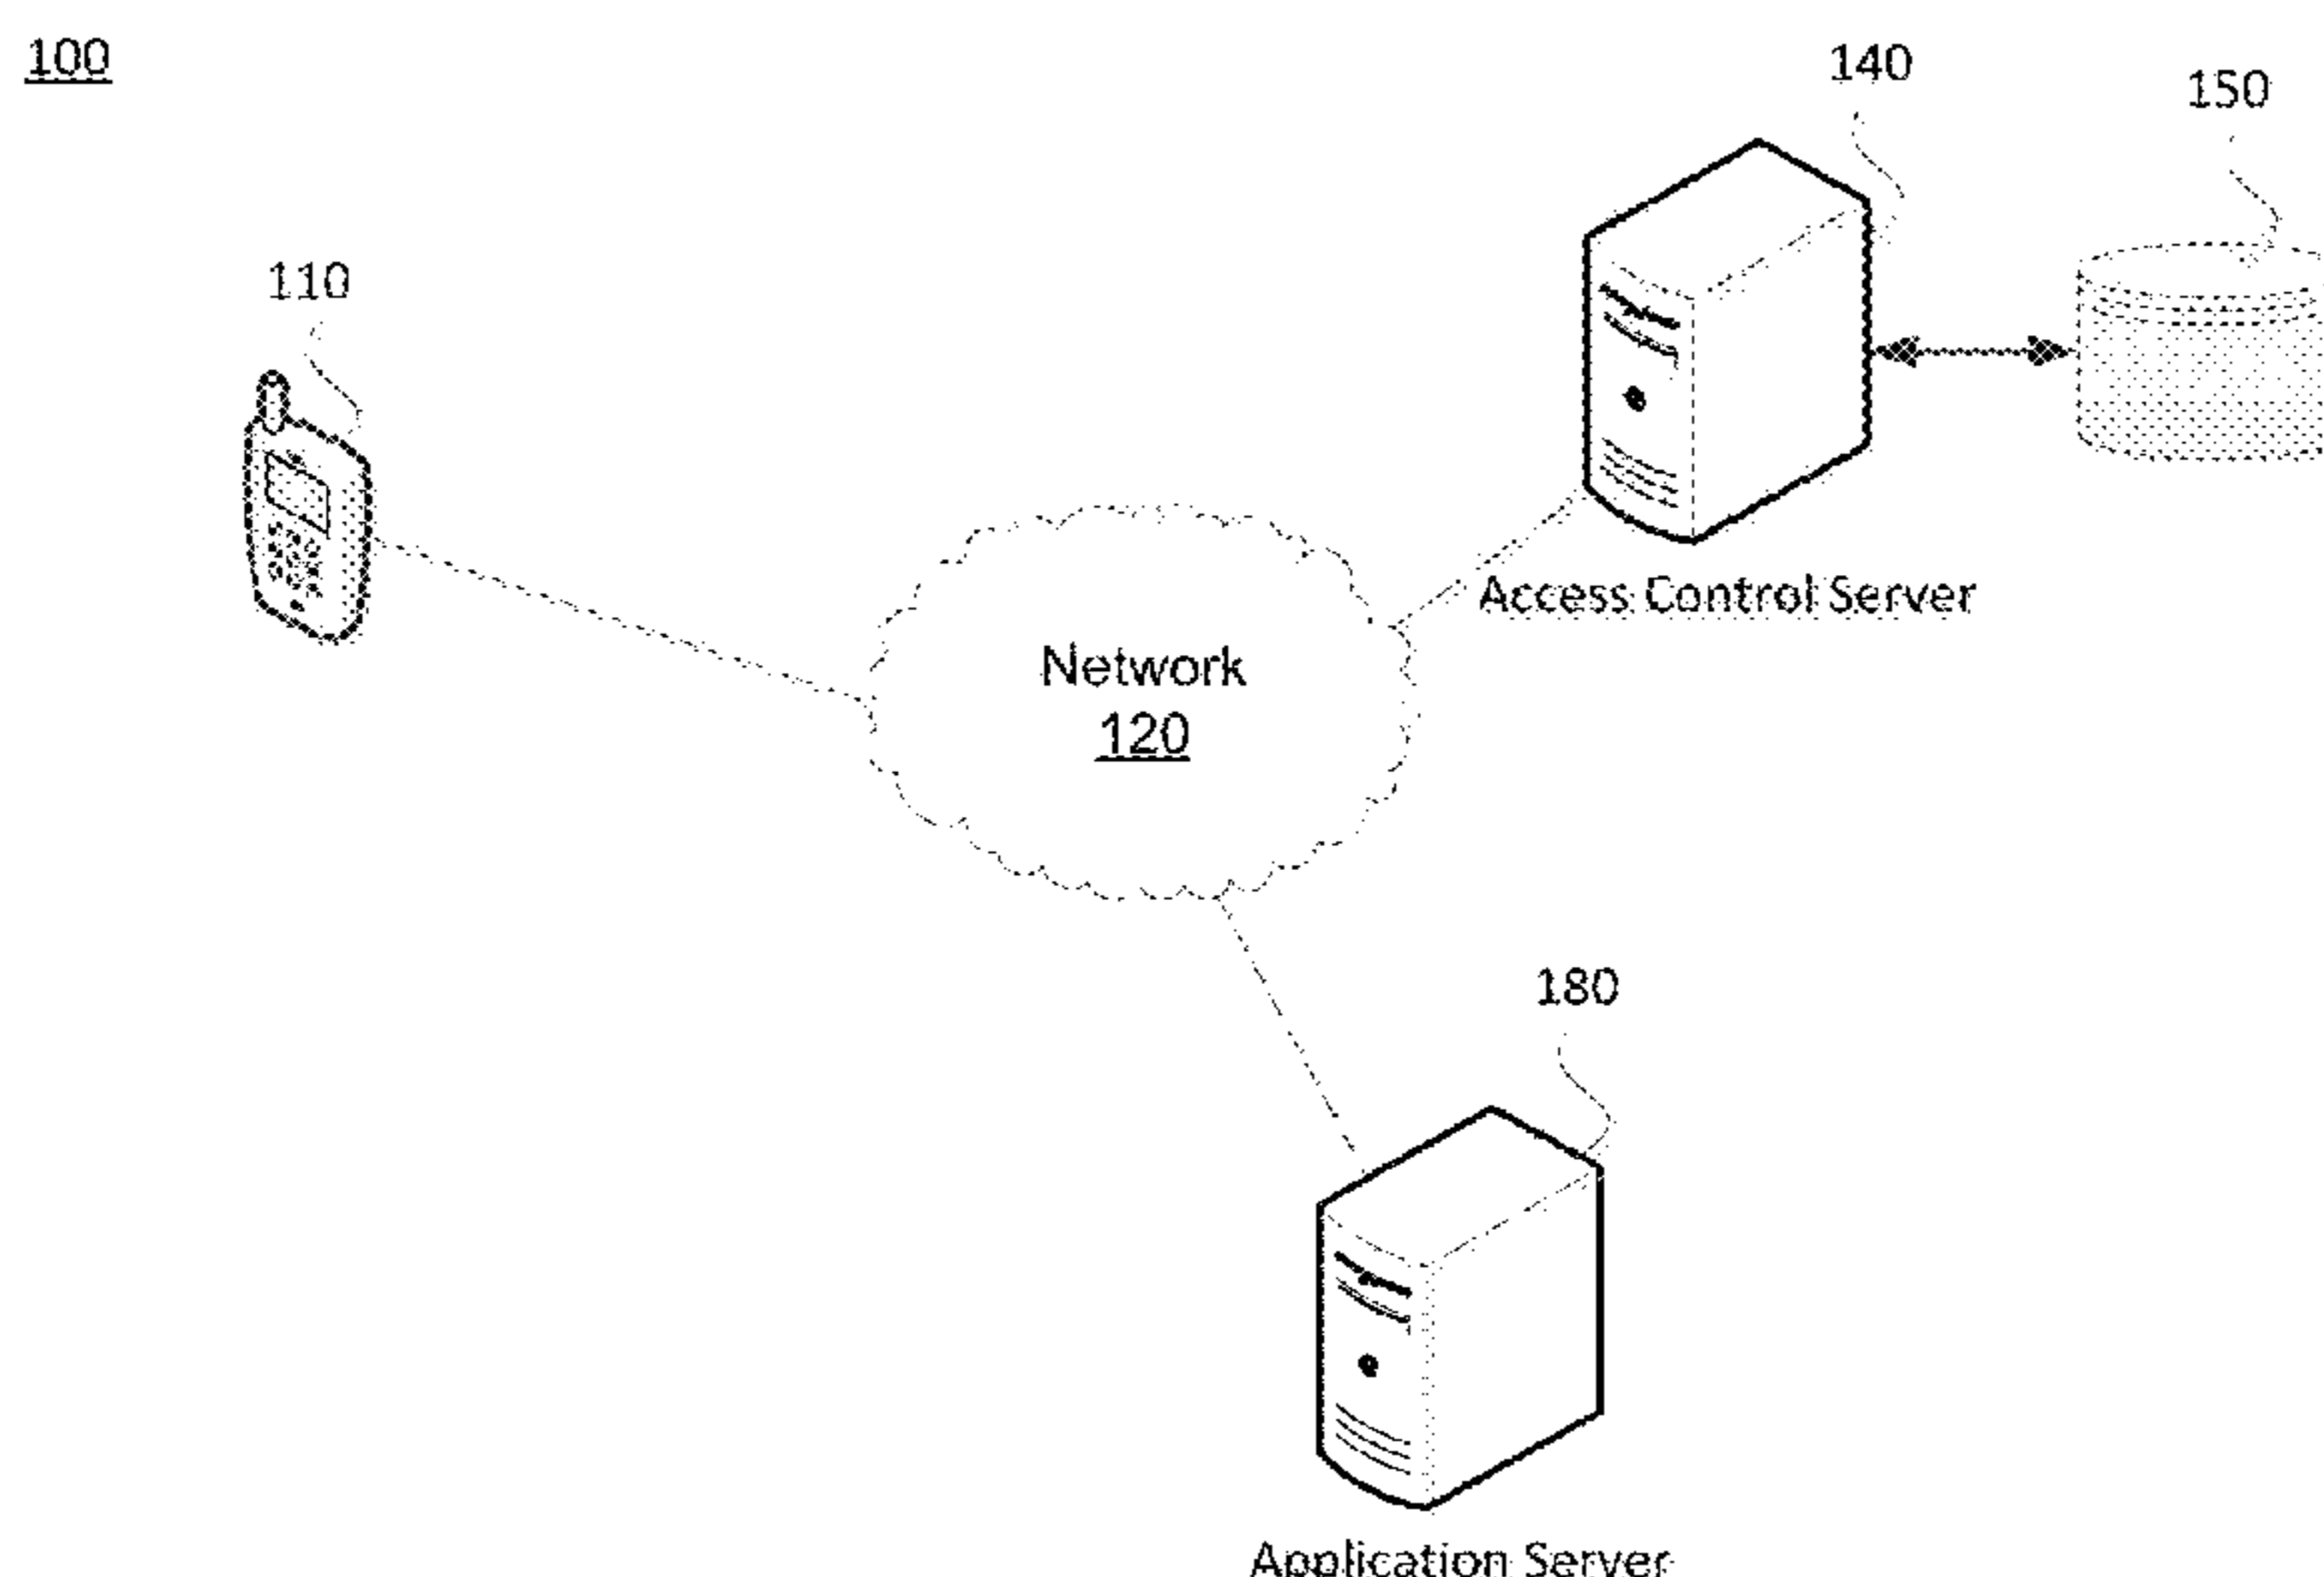 100
140
150
110
Access Control Server
Network
120
180
Application Server